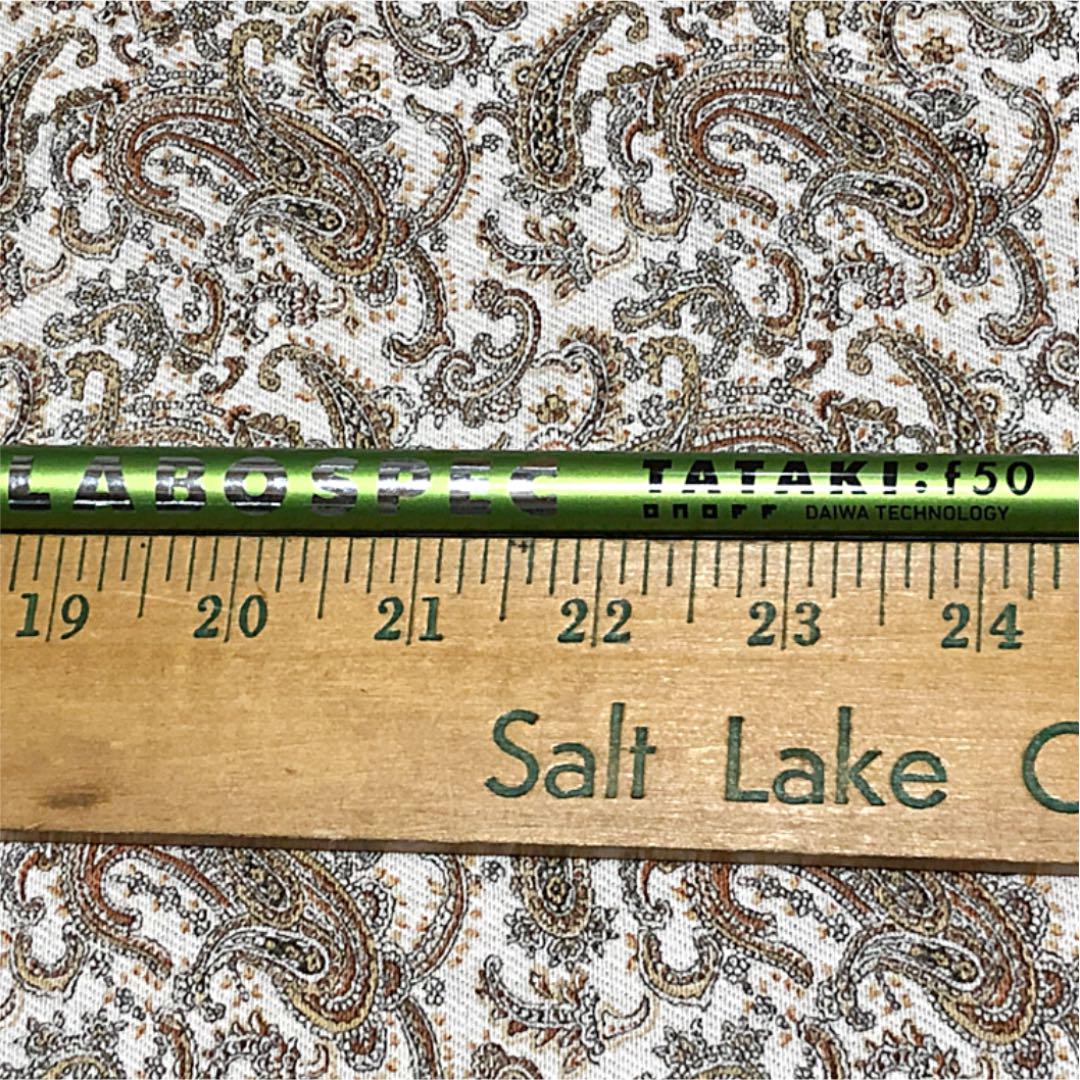 LABOSPEC TATAKI:f50
onoff DAIWA TECHNOLOGY
19 20 21 22 23 24
Salt Lake C